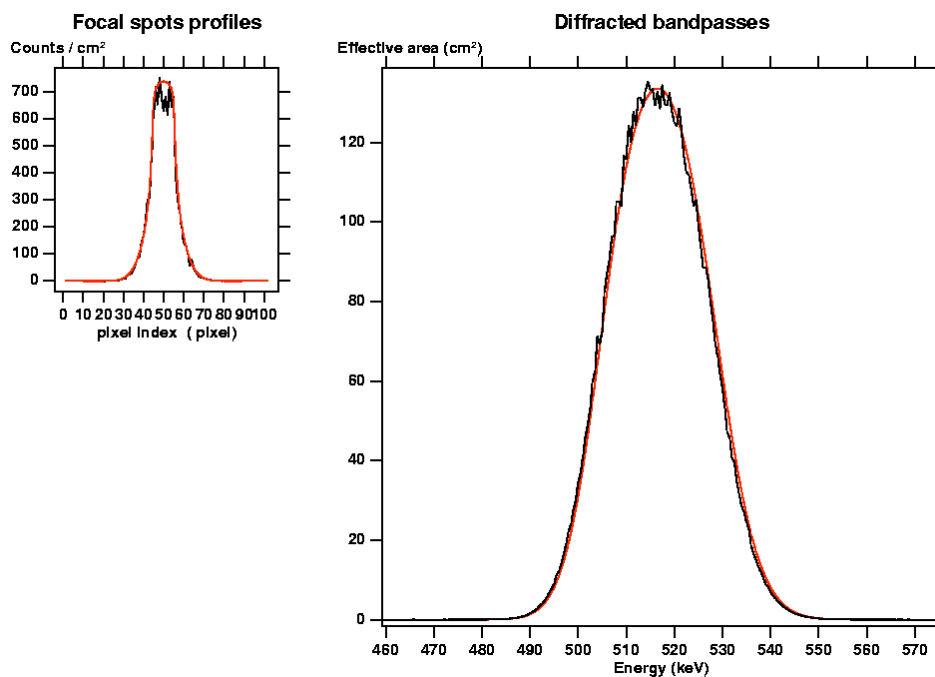 Focal spots profiles
Counts / cm²
700
600
500
400
300
200
100
0
0 10 20 30 40 50 60 70 80 90 100
pixel index ( pixel)
Diffracted bandpasses
Effective area (cm²)
120
100
80
60
40
20
0
460 470 480 490 500 510 520 530 540 550 560 570
Energy (keV)